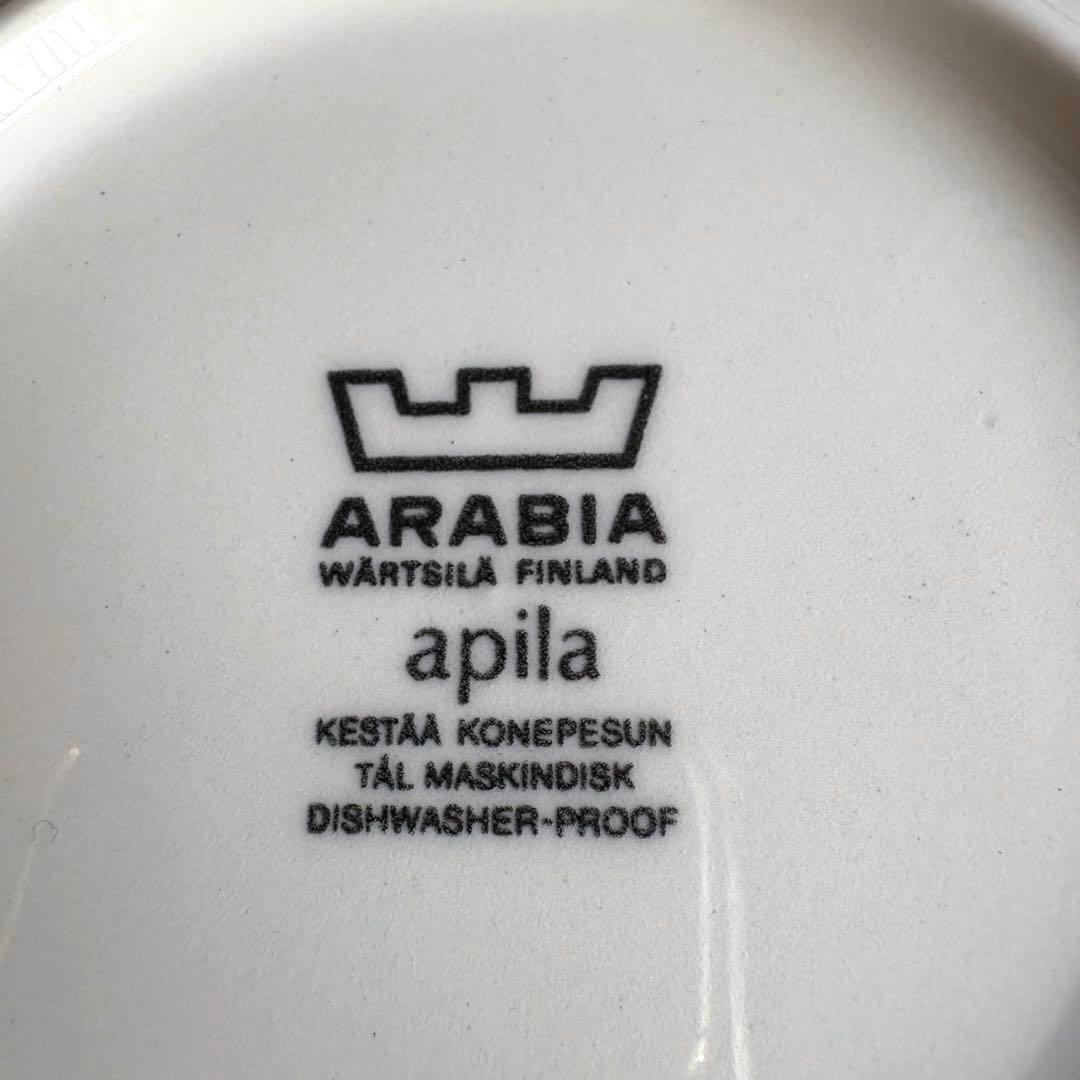 ARABIA
WÄRTSILÄ FINLAND
apila
KESTÄÄ KONEPESUN
TÅL MASKINDISK
DISHWASHER-PROOF